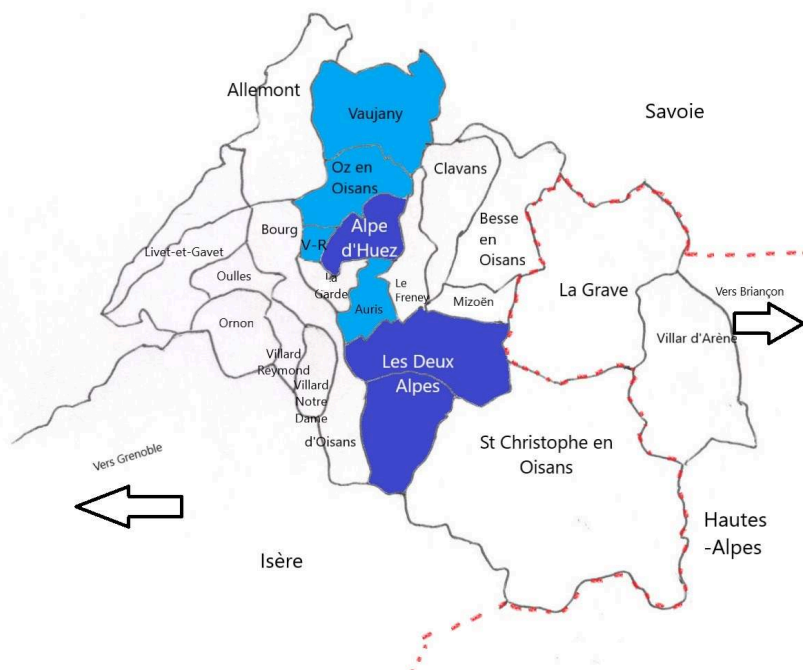 Allemont
Vaujany
Savoie
Oz en
Oisans
Clavans
Bourg
V-R
Alpe
d'Huez
Besse
en
Oisans
Livet-et-Gavet
Oulles
La
Garde
Le
Freney
Mizoën
La Grave
Vers Briançon
Auris
Ornon
Villar d'Arène
Villard
Reymond
Les Deux
Alpes
Villard
Notre
Dame
d'Oisans
St Christophe en
Oisans
Vers Grenoble
Hautes
-Alpes
Isère